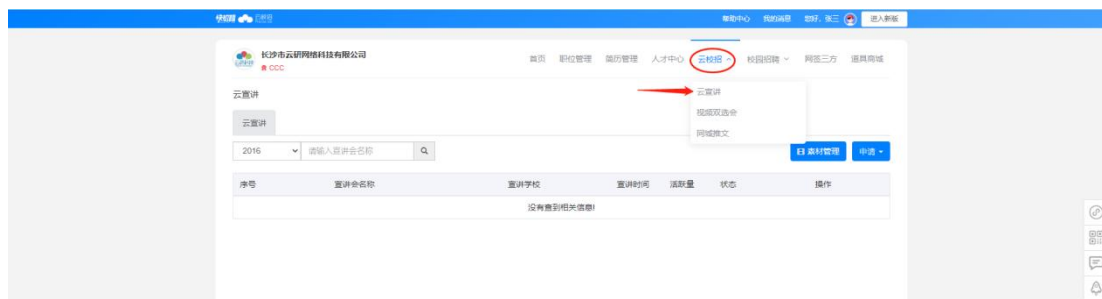 快招聘 云就业 帮助中心 我的消息 您好，张三 进入新版
长沙市云研网络科技有限公司
CCC
首页 职位管理 简历管理 人才中心 云校招 校园招聘 网签三方 道具商城
云宣讲
视频双选会
同城推文
云宣讲
云宣讲
2016 请输入宣讲会名称 素材管理 申请
序号 宣讲会名称 宣讲学校 宣讲时间 活跃量 状态 操作
没有查到相关信息!